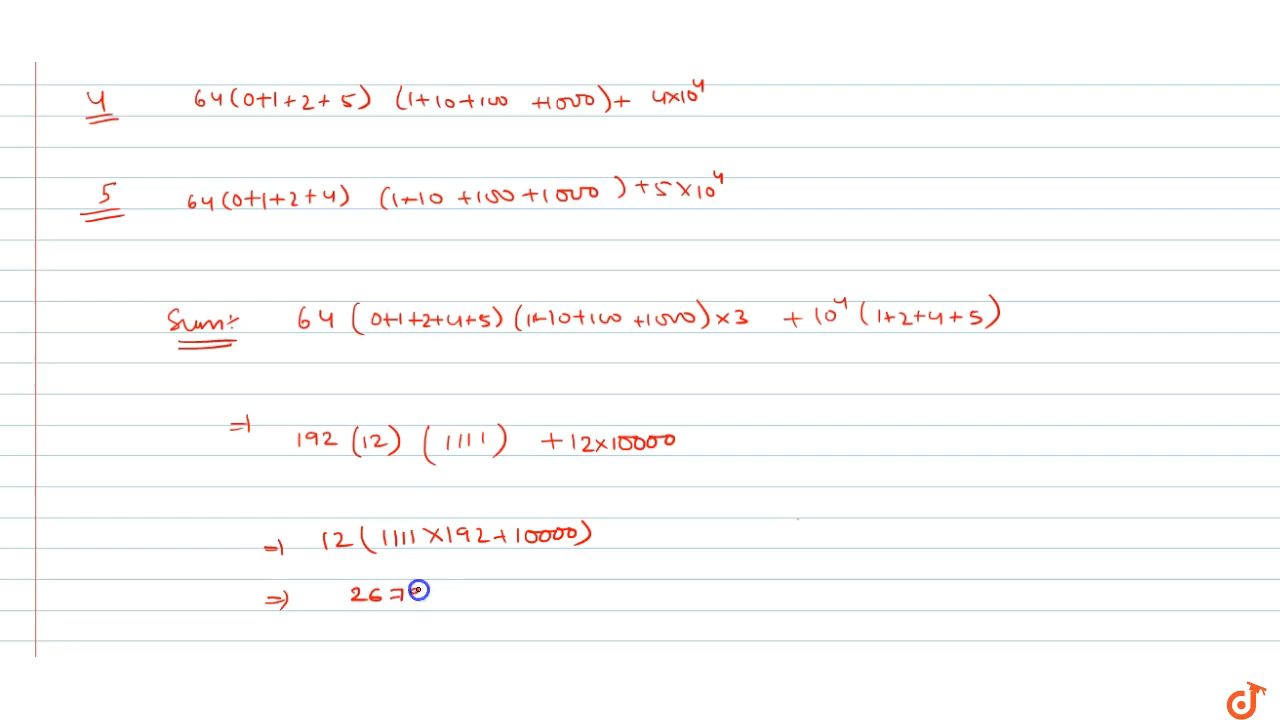 4 64(0+1+2+5) (1+10+100 +1000)+ 4×10⁴
5 64(0+1+2+4) (1+10+100+1000)+5×10⁴
Sum:- 64(0+1+2+4+5)(1+10+100+1000)×3 +10⁴(1+2+4+5)
⇒ 192(12)(1111) +12×10000
⇒ 12(1111×192+10000)
⇒ 267